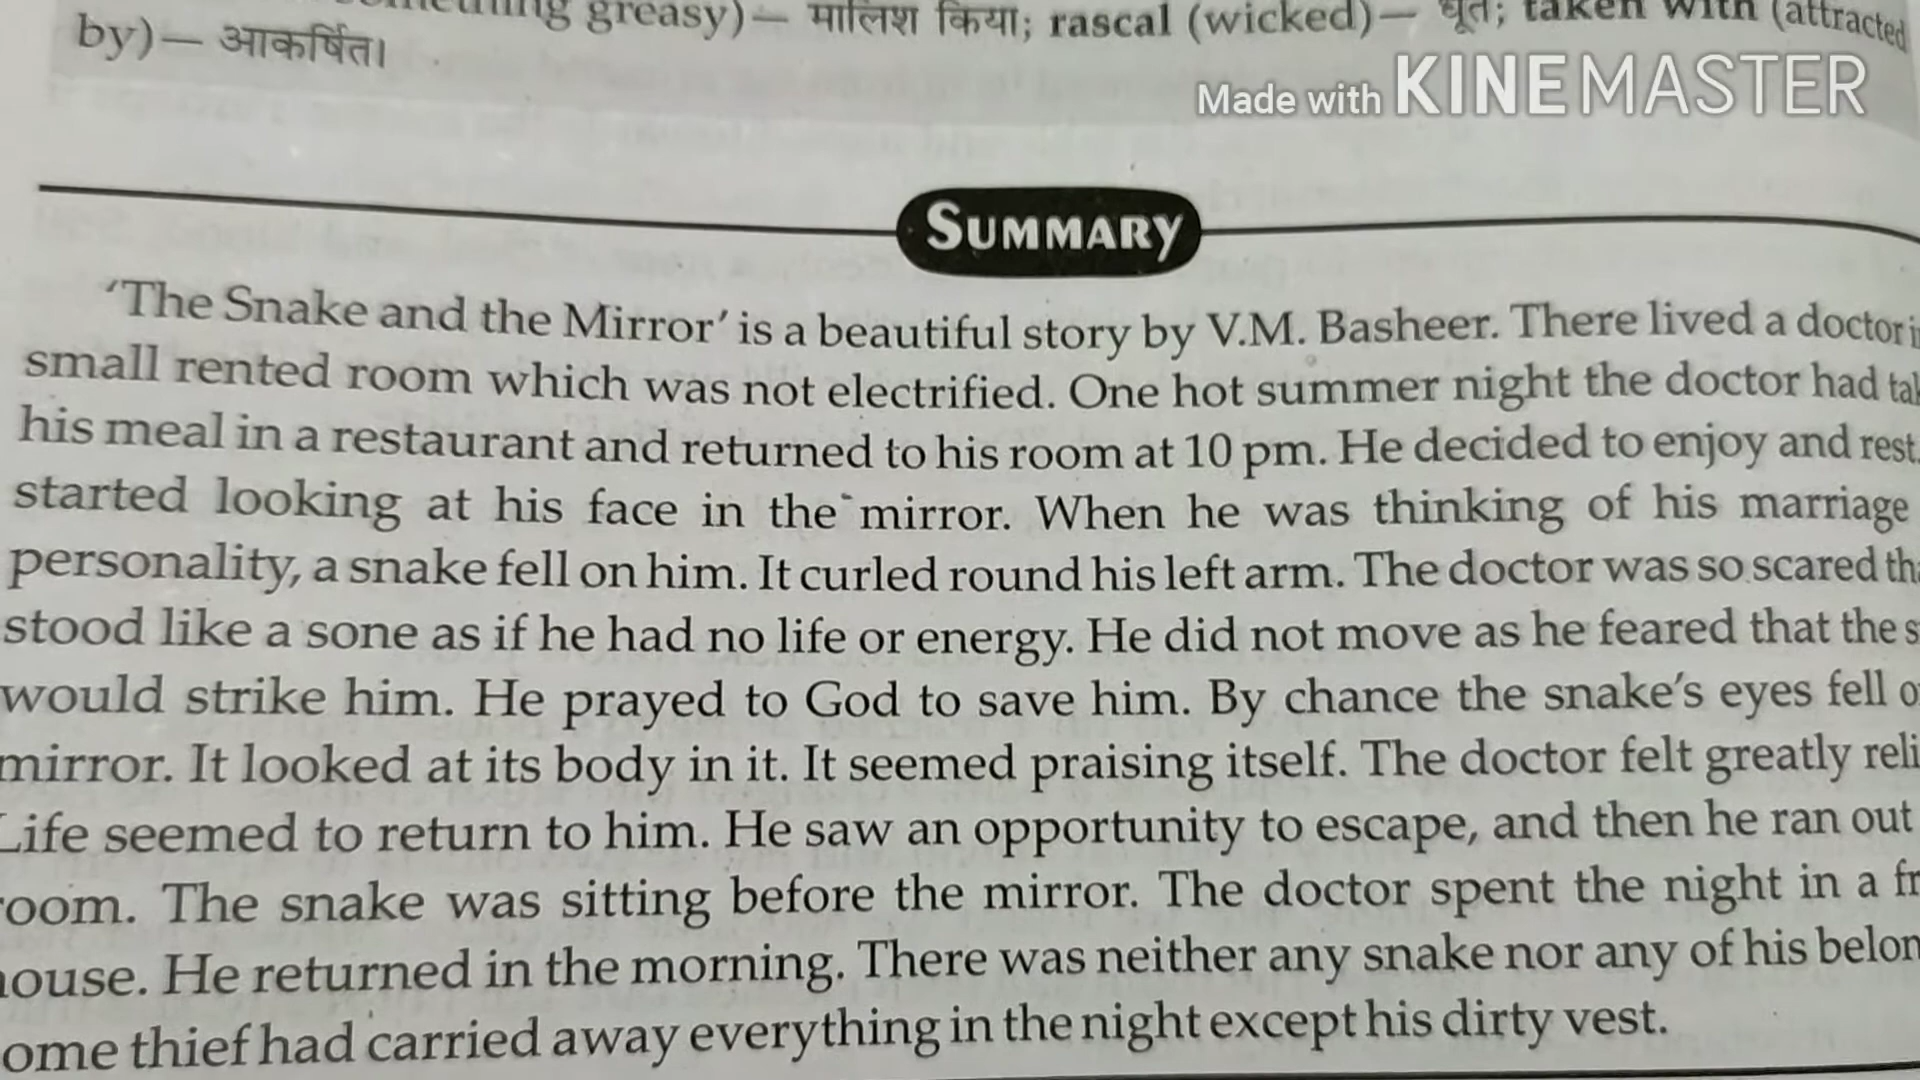 greasy)— मालिश किया; rascal (wicked)— धूर्त; taken with (attracted
by)— आकर्षित।
Made with KINEMASTER
SUMMARY
‘The Snake and the Mirror’ is a beautiful story by V.M. Basheer. There lived a doctor
small rented room which was not electrified. One hot summer night the doctor had
his meal in a restaurant and returned to his room at 10 pm. He decided to enjoy and rest.
started looking at his face in the mirror. When he was thinking of his marriage
personality, a snake fell on him. It curled round his left arm. The doctor was so scared
stood like a sone as if he had no life or energy. He did not move as he feared that the
would strike him. He prayed to God to save him. By chance the snake’s eyes fell
mirror. It looked at its body in it. It seemed praising itself. The doctor felt greatly
Life seemed to return to him. He saw an opportunity to escape, and then he ran out
room. The snake was sitting before the mirror. The doctor spent the night in a
house. He returned in the morning. There was neither any snake nor any of his
ome thief had carried away everything in the night except his dirty vest.